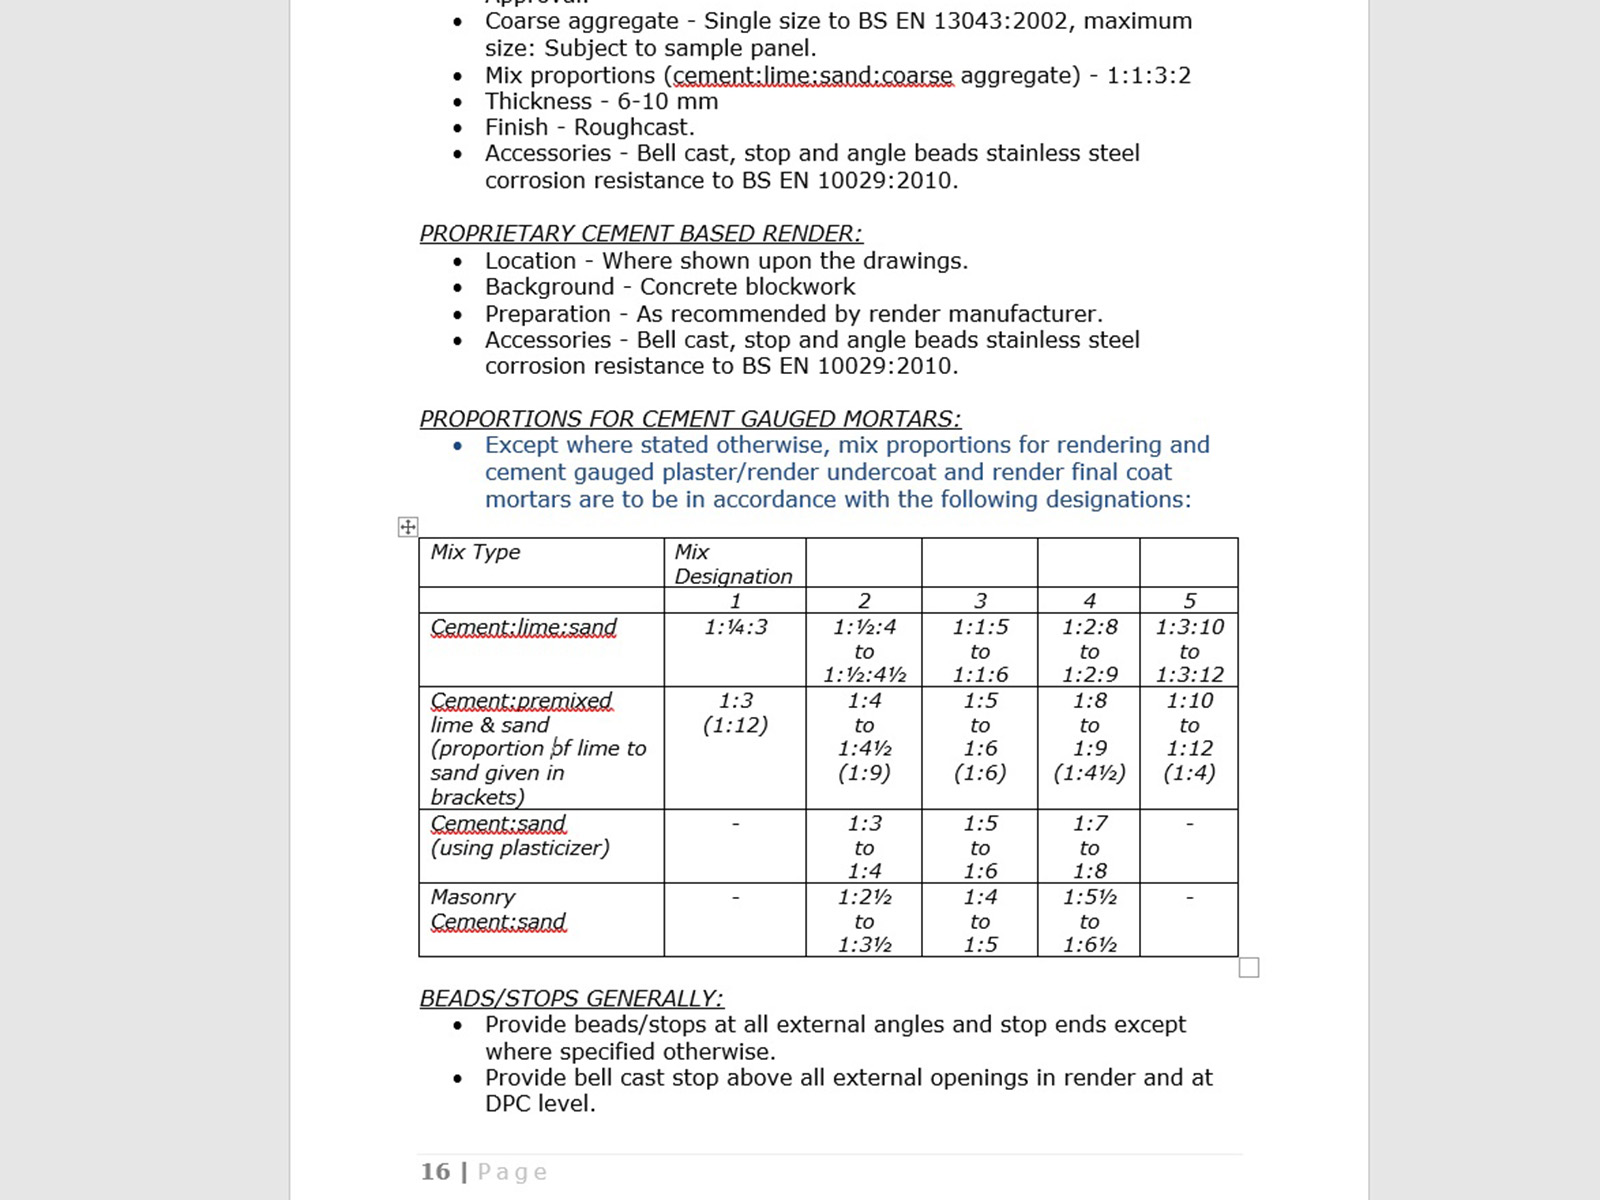 Approval.
• Coarse aggregate - Single size to BS EN 13043:2002, maximum
size: Subject to sample panel.
• Mix proportions (cement:lime:sand:coarse aggregate) - 1:1:3:2
• Thickness - 6-10 mm
• Finish - Roughcast.
• Accessories - Bell cast, stop and angle beads stainless steel
corrosion resistance to BS EN 10029:2010.
PROPRIETARY CEMENT BASED RENDER:
• Location - Where shown upon the drawings.
• Background - Concrete blockwork
• Preparation - As recommended by render manufacturer.
• Accessories - Bell cast, stop and angle beads stainless steel
corrosion resistance to BS EN 10029:2010.
PROPORTIONS FOR CEMENT GAUGED MORTARS:
• Except where stated otherwise, mix proportions for rendering and
cement gauged plaster/render undercoat and render final coat
mortars are to be in accordance with the following designations:
Mix Type Mix
Designation
1 2 3 4 5
Cement:lime:sand 1:¼:3 1:½:4 1:1:5 1:2:8 1:3:10
to to to to
1:½:4½ 1:1:6 1:2:9 1:3:12
Cement:premixed 1:3 1:4 1:5 1:8 1:10
lime & sand (1:12) to to to to
(proportion of lime to 1:4½ 1:6 1:9 1:12
sand given in (1:9) (1:6) (1:4½) (1:4)
brackets)
Cement:sand - 1:3 1:5 1:7 -
(using plasticizer) to to to
1:4 1:6 1:8
Masonry - 1:2½ 1:4 1:5½ -
Cement:sand to to to
1:3½ 1:5 1:6½
BEADS/STOPS GENERALLY:
• Provide beads/stops at all external angles and stop ends except
where specified otherwise.
• Provide bell cast stop above all external openings in render and at
DPC level.
16 | Page